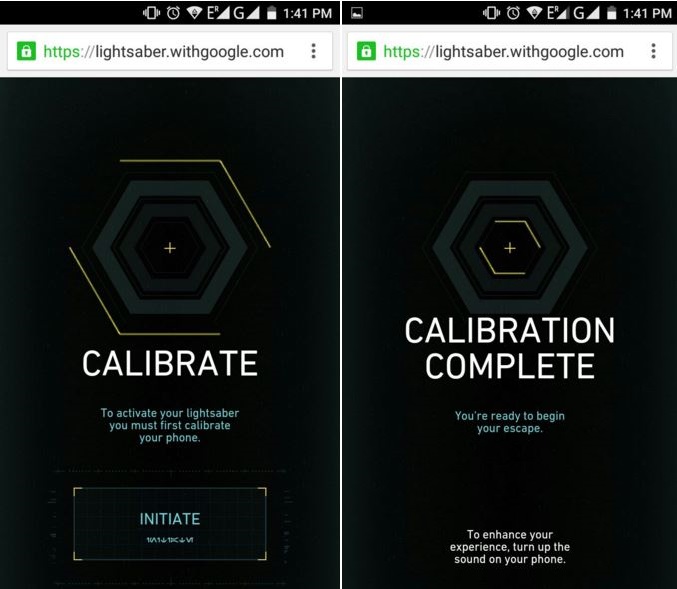 E G 1:41 PM
https://lightsaber.withgoogle.com
CALIBRATE
To activate your lightsaber
you must first calibrate
your phone.
INITIATE
E G 1:41 PM
https://lightsaber.withgoogle.com
CALIBRATION
COMPLETE
You're ready to begin
your escape.
To enhance your
experience, turn up the
sound on your phone.